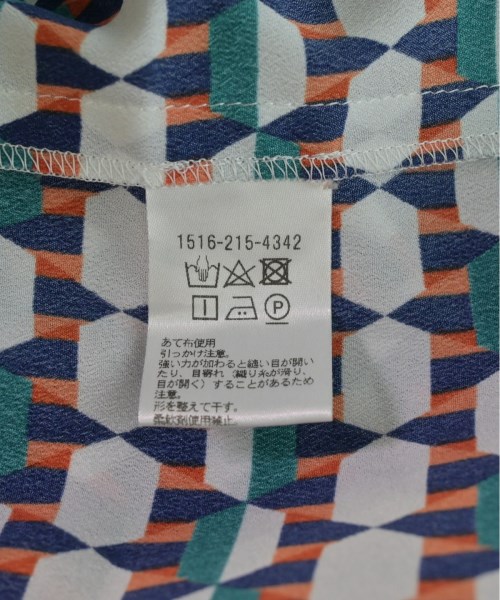 1516-215-4342
P
あて布使用
引っかけ注意。
強い力が加わると縫い目が開い
たり、目寄れ（織り糸が滑り、
目が開く）することがあるため
注意。
形を整えて干す。
柔軟剤使用禁止。